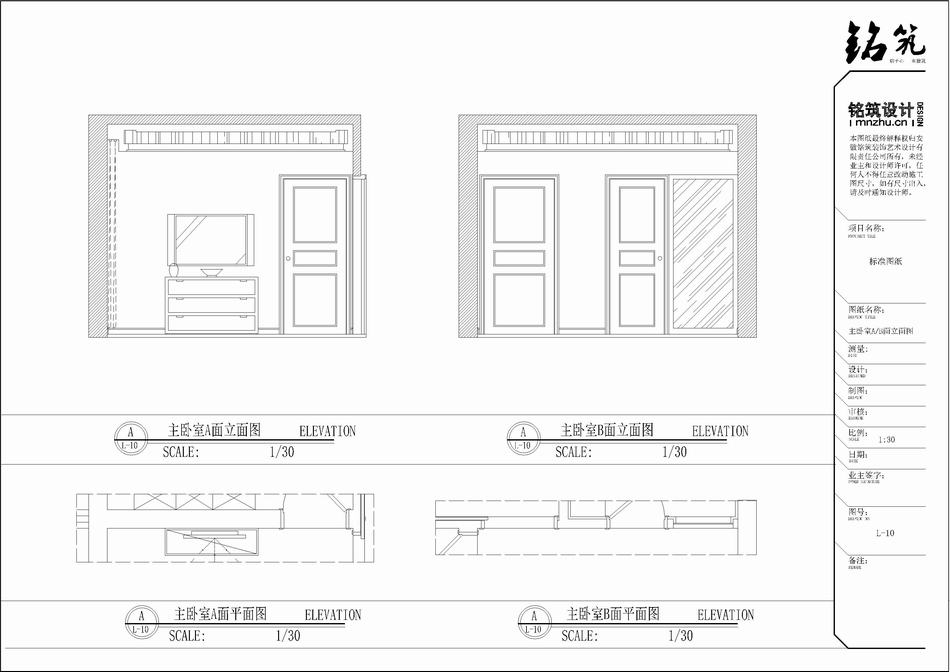 铭筑
铭筑设计 DESIGN
mnzhu.cn
本图纸最终解释权归安
徽铭筑装饰艺术设计有
限责任公司所有，未经
业主和设计师许可，任
何人不得任意改动施工
图尺寸，如有尺寸出入，
请及时通知设计师。
项目名称：
标准图纸
图纸名称：
主卧室A/B面立面图
测量：
设计：
制图：
审核：
比例：
1:30
日期：
业主签字：
图号：
L-10
备注：
A
L-10
主卧室A面立面图 ELEVATION
SCALE: 1/30
A
L-10
主卧室B面立面图 ELEVATION
SCALE: 1/30
A
L-10
主卧室A面平面图 ELEVATION
SCALE: 1/30
A
L-10
主卧室B面平面图 ELEVATION
SCALE: 1/30